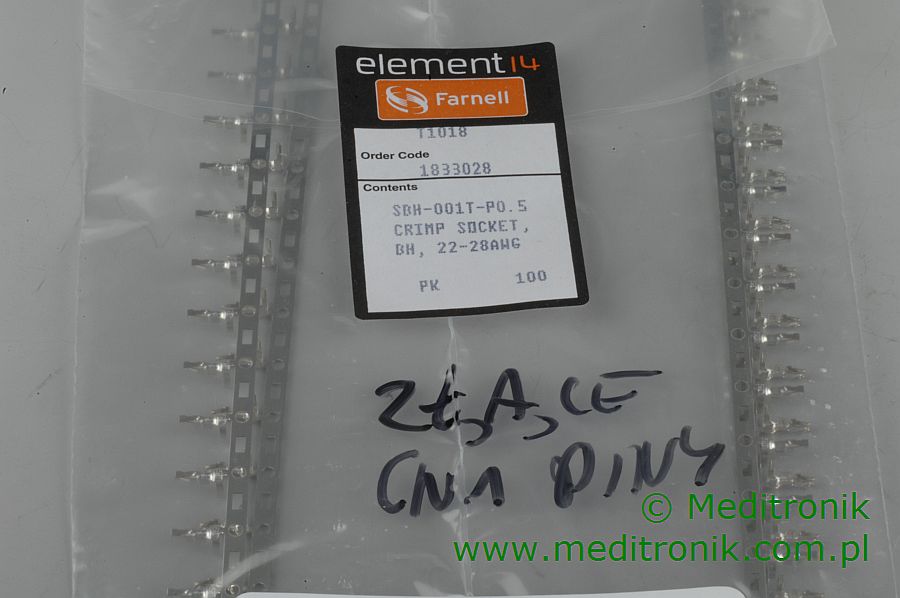 element14
Farnell
T1018
Order Code
1833028
Contents
SBH-001T-P0.5
CRIMP SOCKET,
BH, 22-28AWG
PK 100
ZŁĄCE
CN1 PINY
© Meditronik
www.meditronik.com.pl